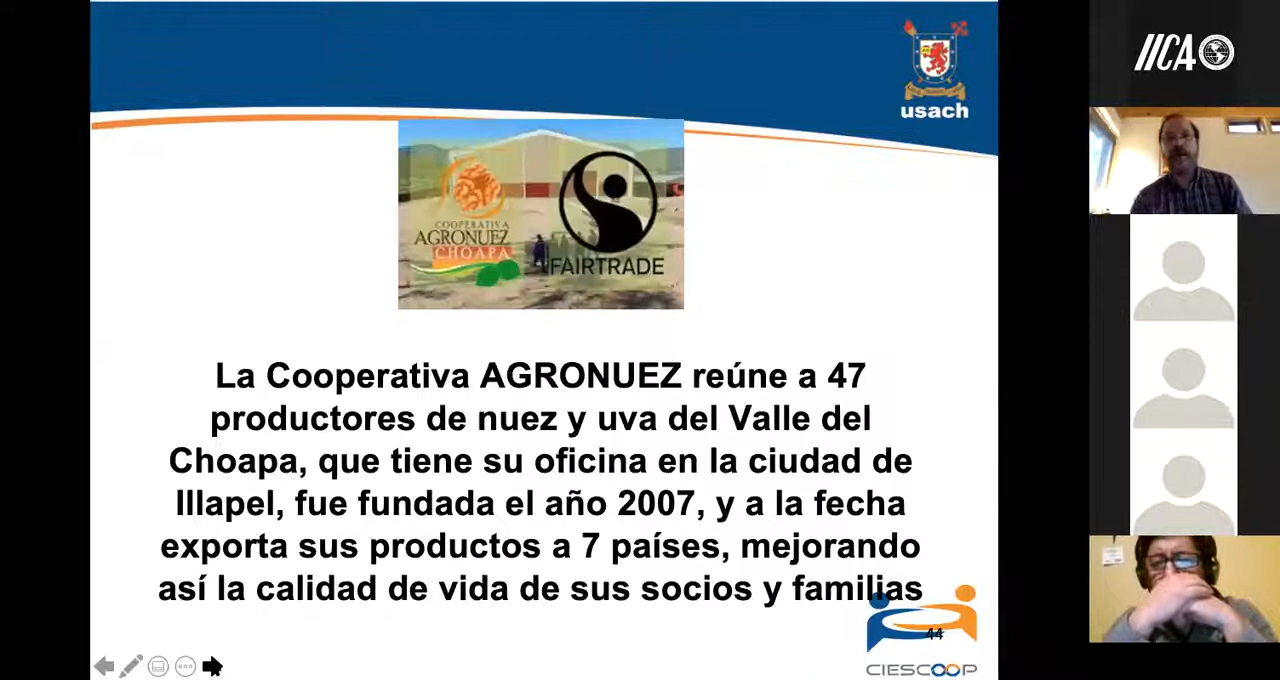 IICA
usach
COOPERATIVA
AGRONUEZ
CHOAPA
FAIRTRADE
La Cooperativa AGRONUEZ reúne a 47
productores de nuez y uva del Valle del
Choapa, que tiene su oficina en la ciudad de
Illapel, fue fundada el año 2007, y a la fecha
exporta sus productos a 7 países, mejorando
así la calidad de vida de sus socios y familias
44
CIESCOOP